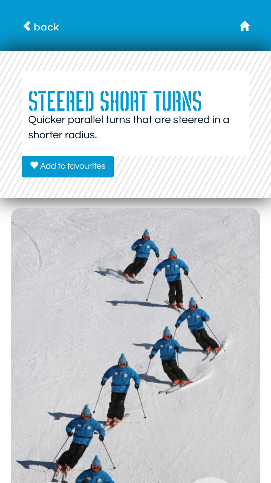 back
STEERED SHORT TURNS
Quicker parallel turns that are steered in a
shorter radius.
Add to favourites